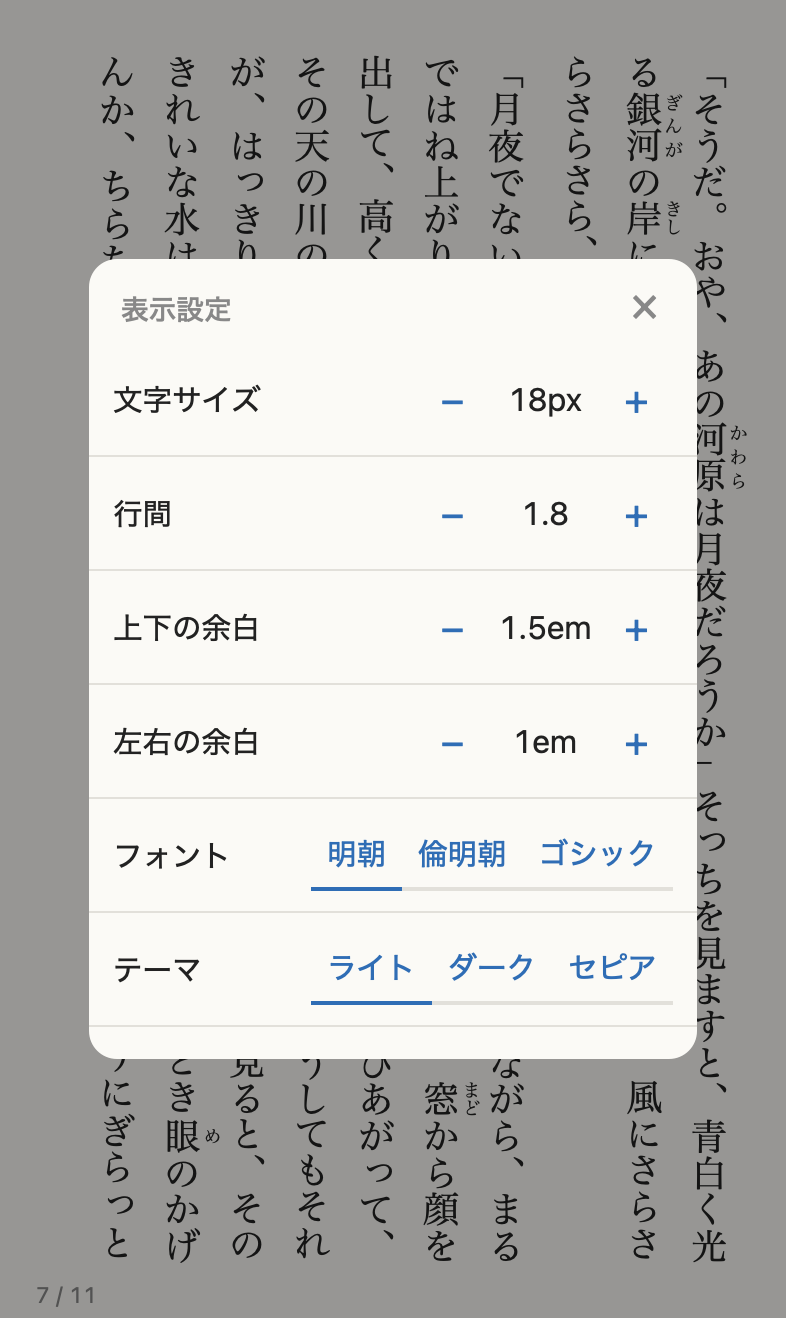 「そうだ。おや、あの河原は月夜だろうか」そっちを見ますと、青白く光
かわら
る銀河の岸に
ぎんが
きし
風にさらさ
らさらさら、
「月夜でない
ながら、まる
ではね上がり
窓から顔を
まど
出して、高く
びあがって、
その天の川の
うしてもそれ
が、はっきり
見ると、その
きれいな水は
とき眼のかげ
め
んか、ちらち
うにぎらっと
表示設定 ×
文字サイズ − 18px +
行間 − 1.8 +
上下の余白 − 1.5em +
左右の余白 − 1em +
フォント 明朝 倫明朝 ゴシック
テーマ ライト ダーク セピア
7 / 11